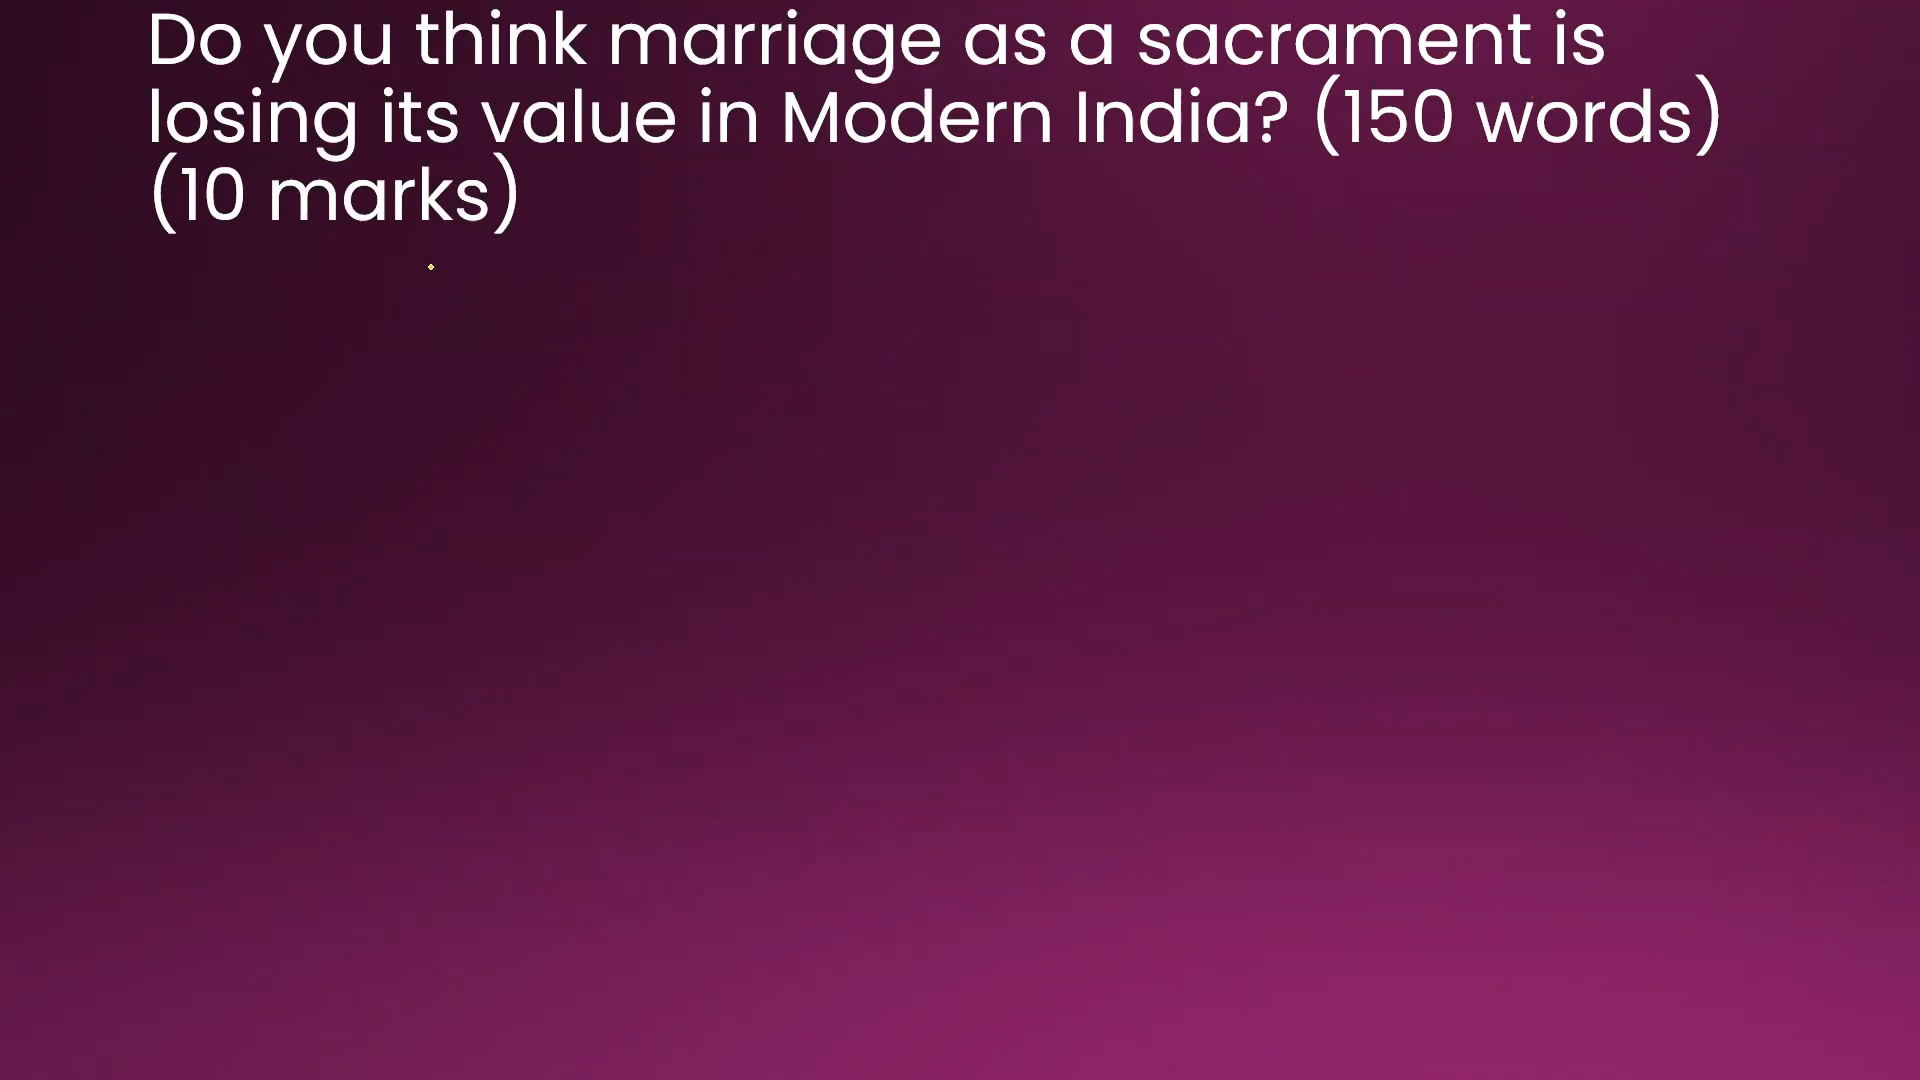 Do you think marriage as a sacrament is
losing its value in Modern India? (150 words)
(10 marks)